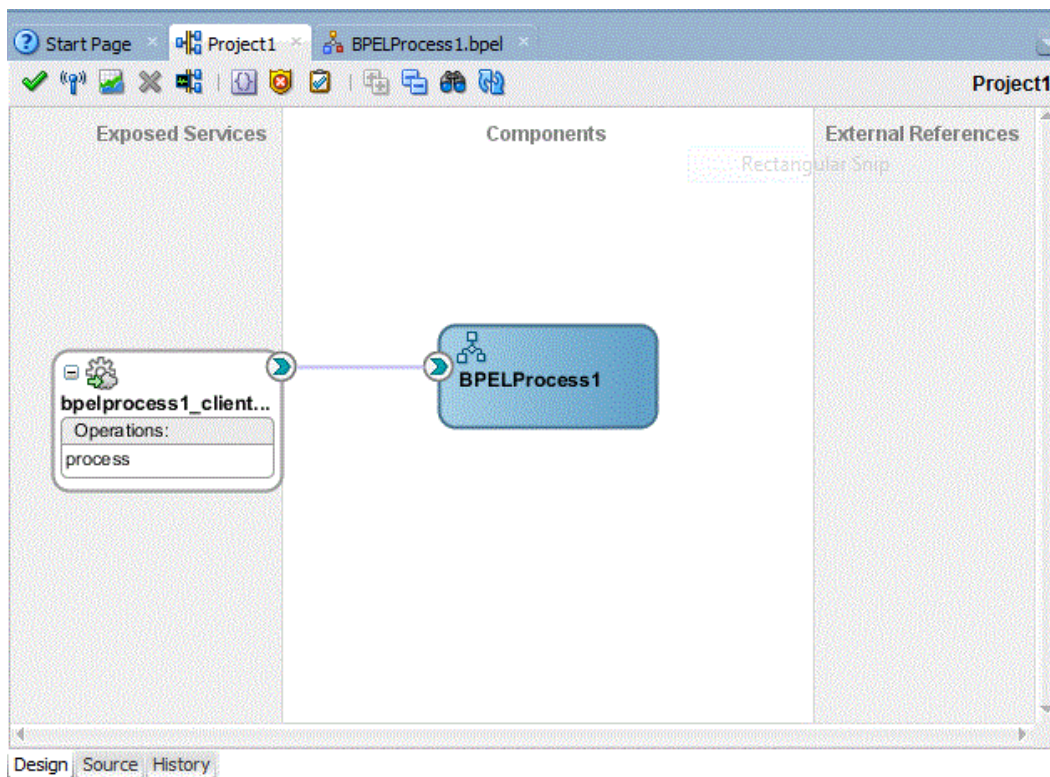 Start Page Project1 BPELProcess1.bpel
Project1
Exposed Services Components External References
Rectangular Snip
BPELProcess1
bpelprocess1_client...
Operations:
process
Design Source History